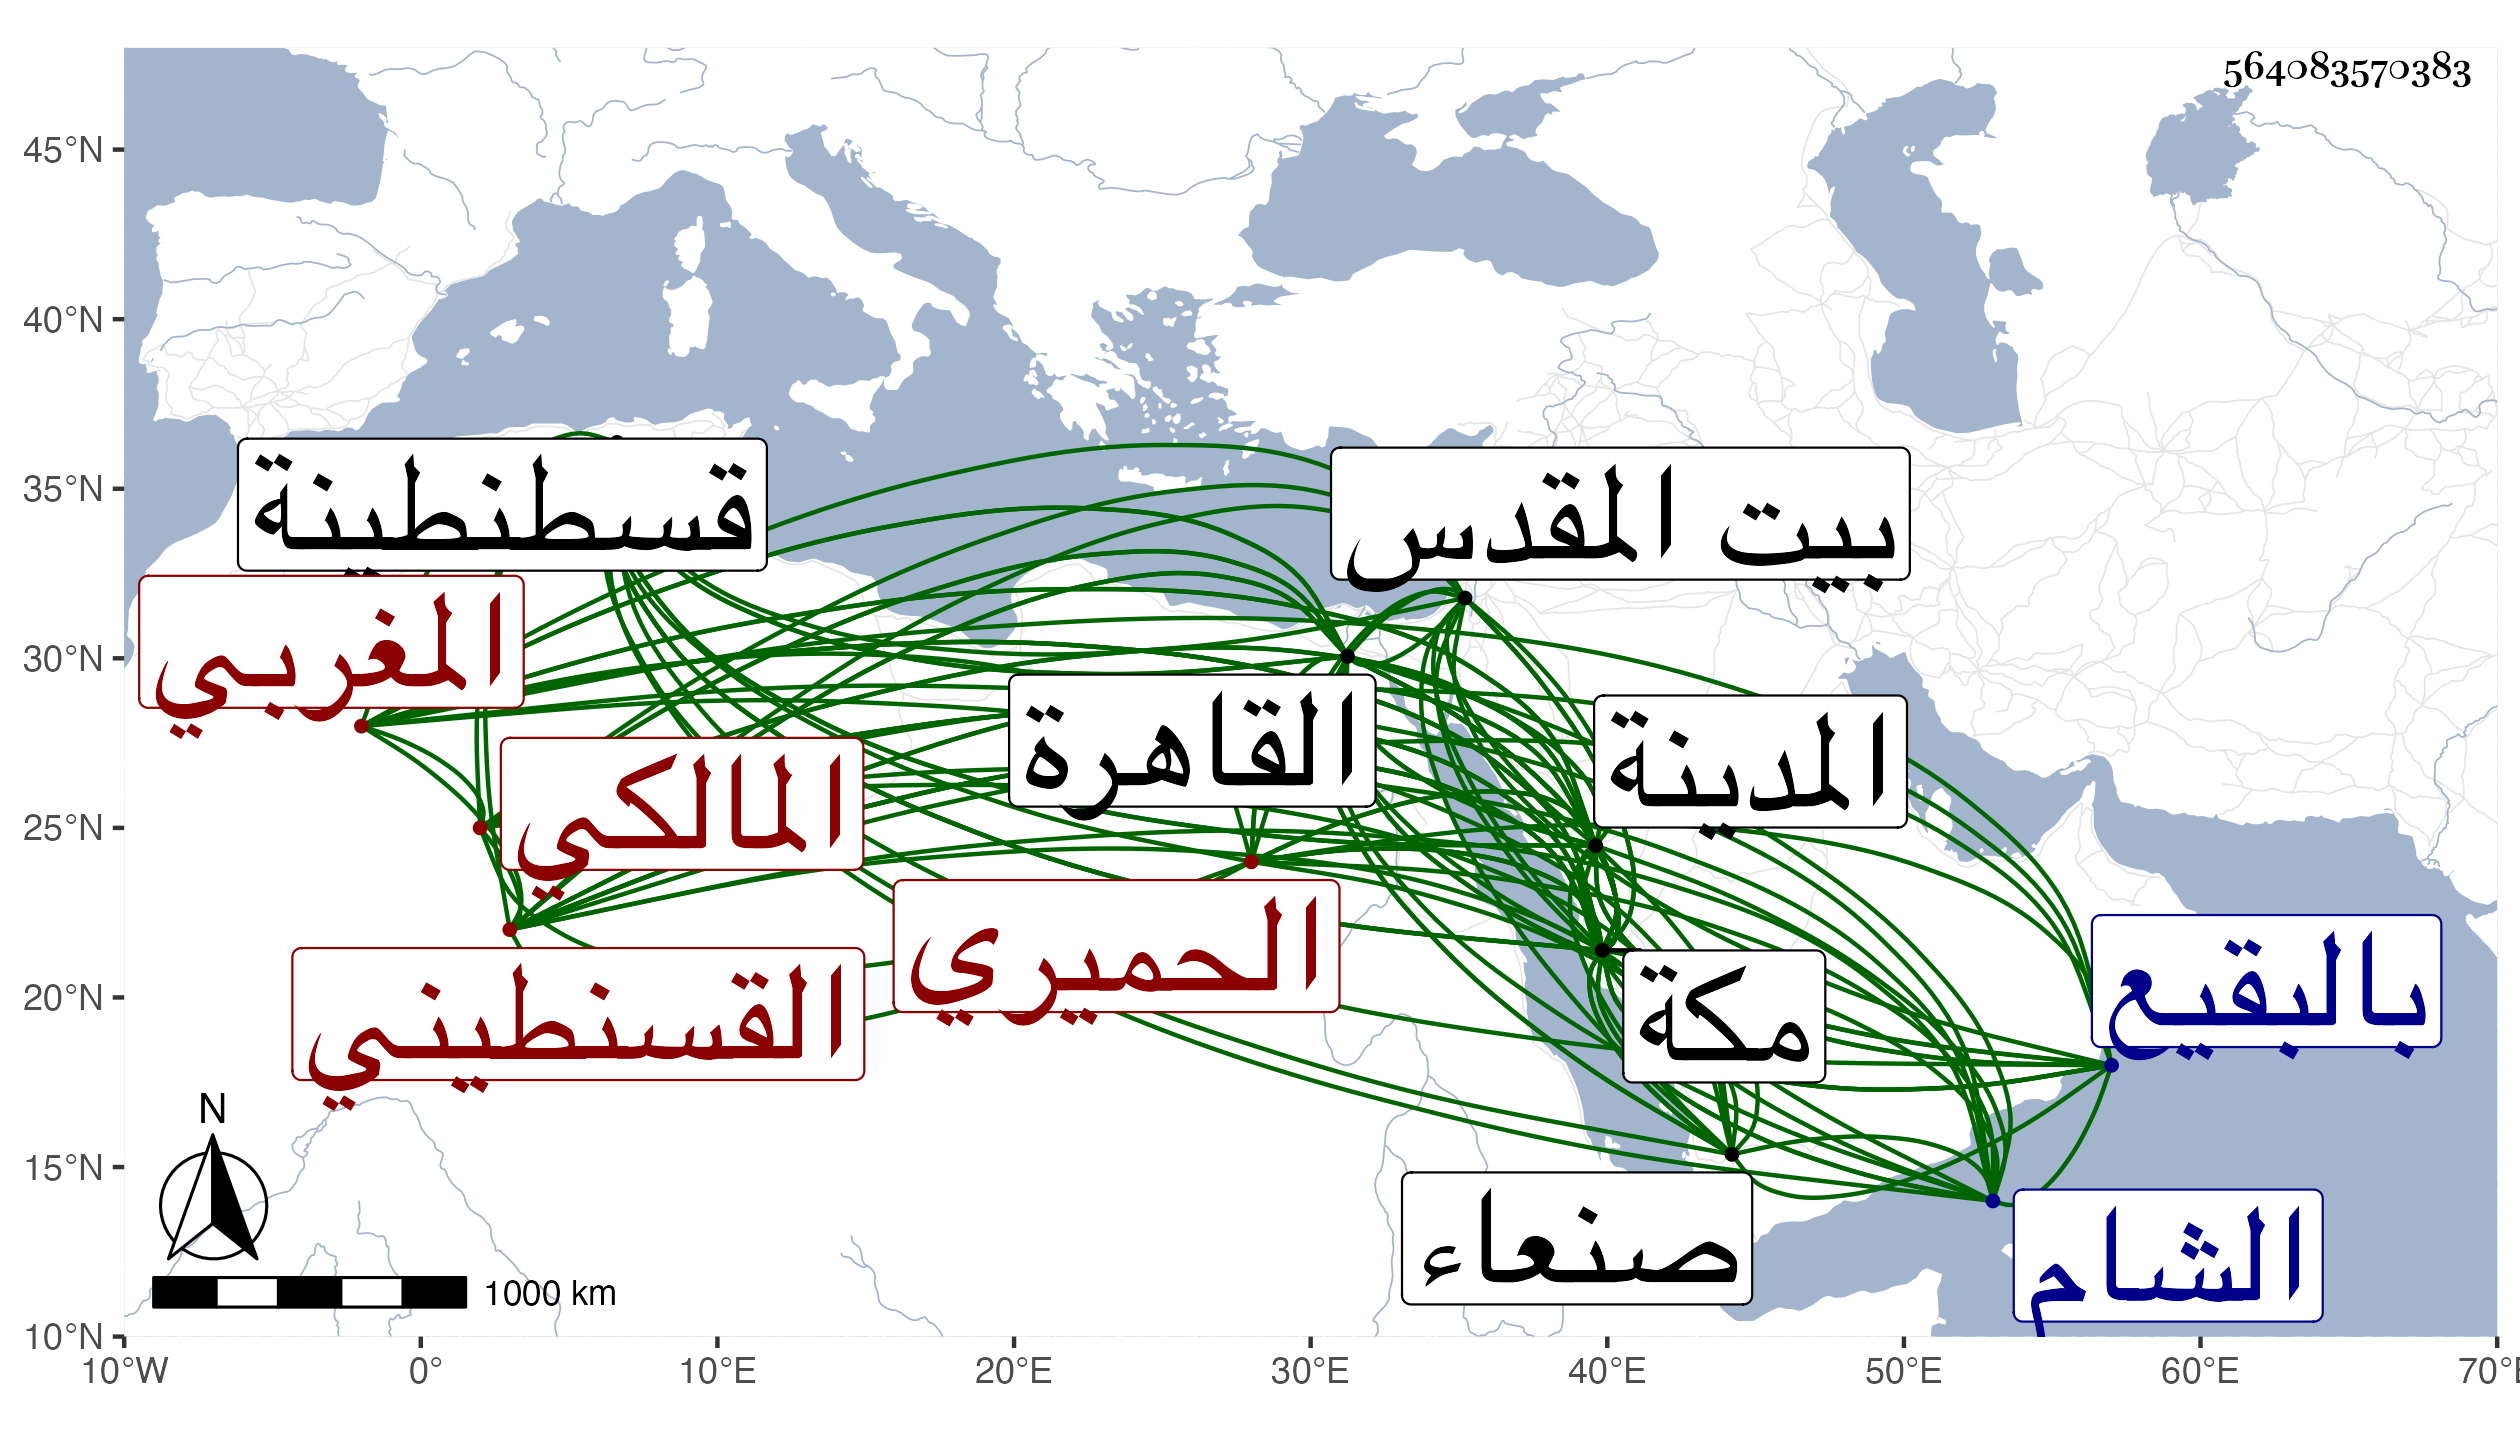 564083570383
45°N
40°N
35°N
30°N
25°N
20°N
15°N
10°N
10°W
0°
10°E
20°E
30°E
40°E
50°E
60°E
70°E
قسطنطينة
بيت المقدس
المغربي
القاهرة
المدينة
المالكي
الحميري
بالبقيع
القسنطيني
مكة
صنعاء
الشام
N
1000 km